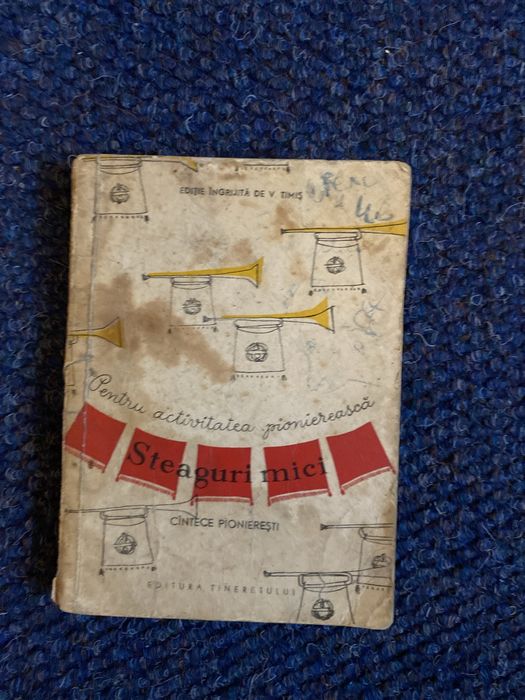 EDIȚIE ÎNGRIJITĂ DE V. TIMIȘ
Pentru activitatea pionierească
Steaguri mici
CÎNTECE PIONIEREȘTI
EDITURA TINERETULUI